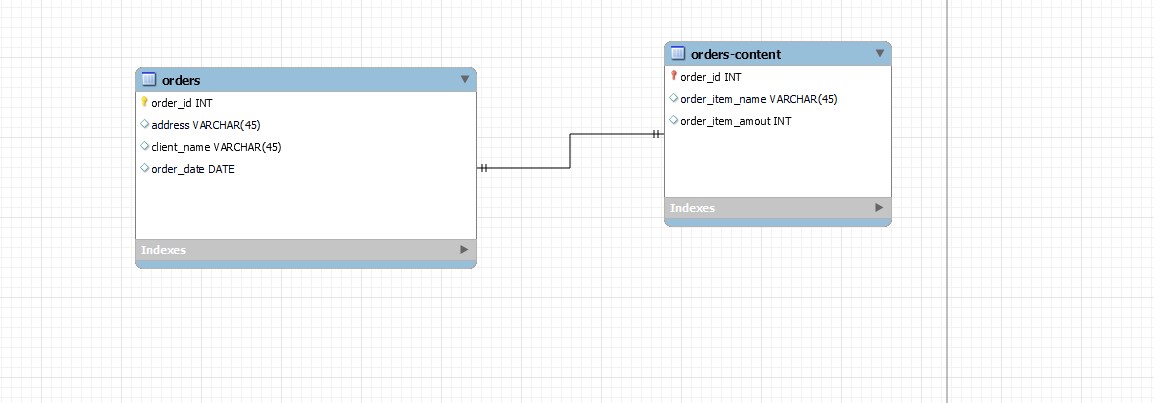 orders
order_id INT
address VARCHAR(45)
client_name VARCHAR(45)
order_date DATE
Indexes
orders-content
order_id INT
order_item_name VARCHAR(45)
order_item_amout INT
Indexes